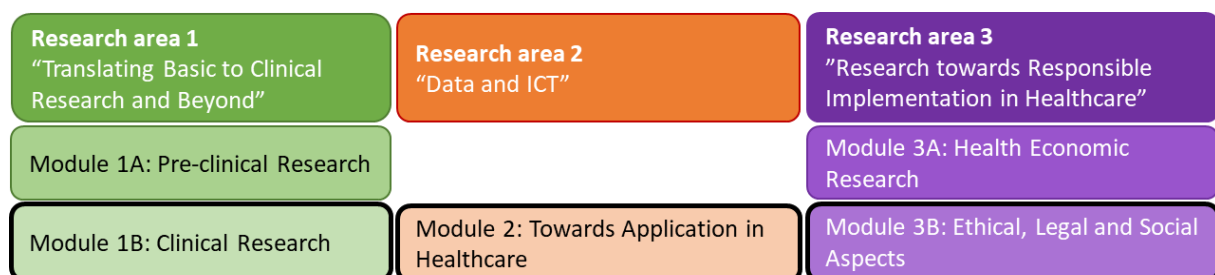 Research area 1
“Translating Basic to Clinical
Research and Beyond”
Research area 2
“Data and ICT”
Research area 3
”Research towards Responsible
Implementation in Healthcare”
Module 1A: Pre-clinical Research
Module 3A: Health Economic
Research
Module 1B: Clinical Research
Module 2: Towards Application in
Healthcare
Module 3B: Ethical, Legal and Social
Aspects